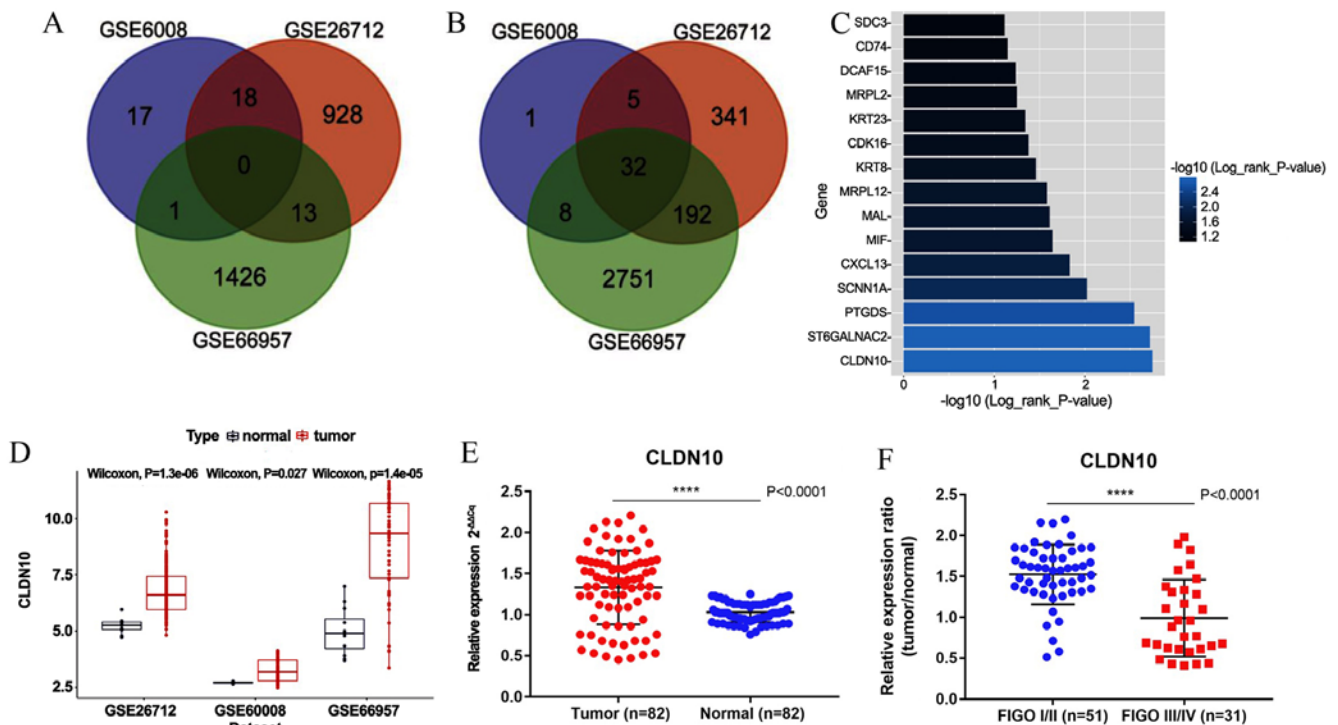 A
GSE6008
GSE26712
17
18
928
0
1
13
1426
GSE66957
B
GSE6008
GSE26712
1
5
341
32
8
192
2751
GSE66957
C
Gene
SDC3
CD74
DCAF15
MRPL2
KRT23
CDK16
KRT8
MRPL12
MAL
MIF
CXCL13
SCNN1A
PTGDS
ST6GALNAC2
CLDN10
0 1 2
-log10 (Log_rank_P-value)
-log10 (Log_rank_P-value)
2.4
2.0
1.6
1.2
D
Type normal tumor
Wilcoxon, P=1.3e-06 Wilcoxon, P=0.027 Wilcoxon, p=1.4e-05
CLDN10
10.0
7.5
5.0
2.5
GSE26712 GSE60008 GSE66957
E
CLDN10
**** P<0.0001
Relative expression 2-ΔΔCq
2.5
2.0
1.5
1.0
0.5
0.0
Tumor (n=82) Normal (n=82)
F
CLDN10
**** P<0.0001
Relative expression ratio
(tumor/normal)
2.5
2.0
1.5
1.0
0.5
0.0
FIGO I/II (n=51) FIGO III/IV (n=31)